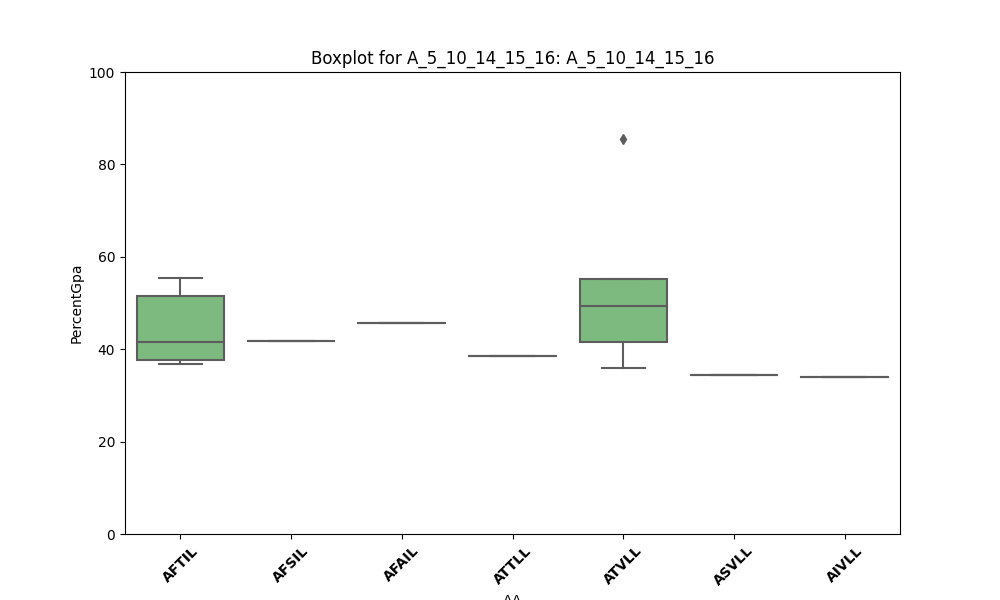 Boxplot for A_5_10_14_15_16: A_5_10_14_15_16
100
80
60
40
20
0
PercentGpa
AFTIL
AFSIL
AFAIL
ATTLL
ATVLL
ASVLL
AIVLL
AA